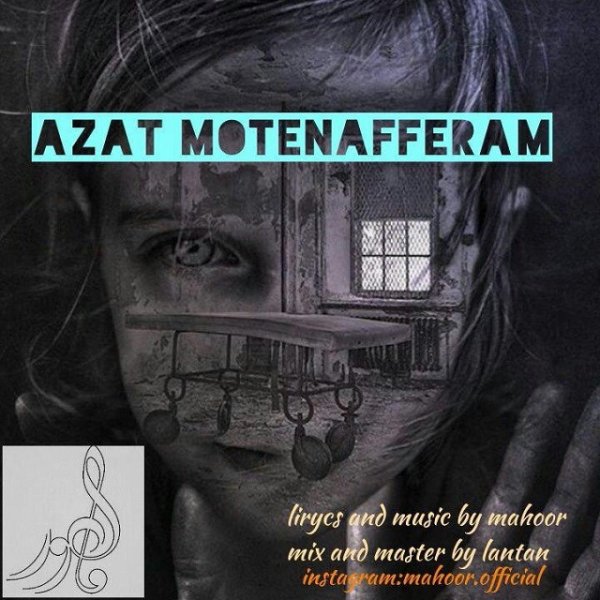 AZAT MOTENAFFERAM
lirycs and music by mahoor
mix and master by lantan
instagram:mahoor.official